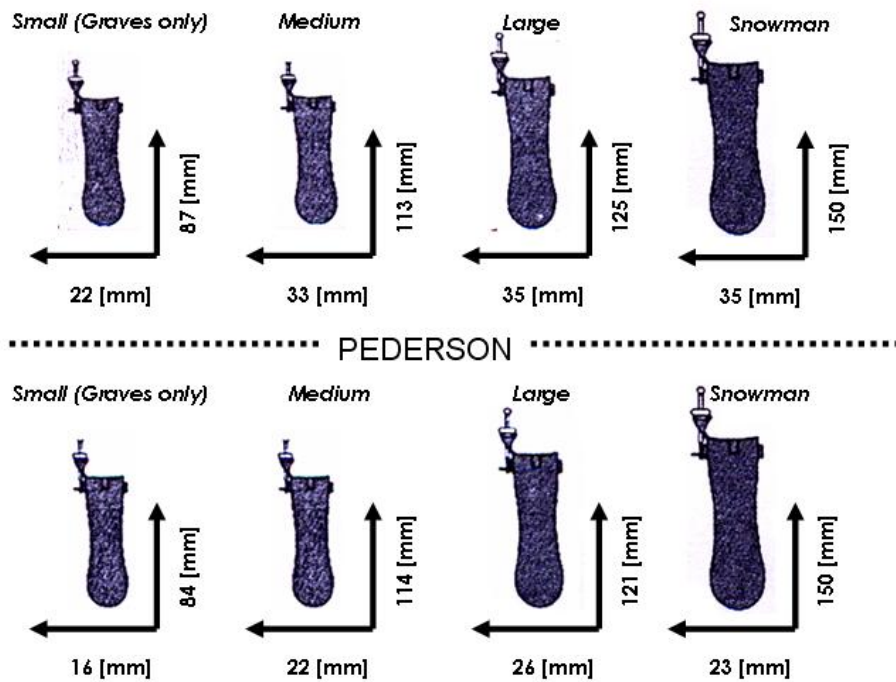 Small (Graves only) Medium Large Snowman
87 [mm] 113 [mm] 125 [mm] 150 [mm]
22 [mm] 33 [mm] 35 [mm] 35 [mm]
PEDERSON
Small (Graves only) Medium Large Snowman
84 [mm] 114 [mm] 121 [mm] 150 [mm]
16 [mm] 22 [mm] 26 [mm] 23 [mm]